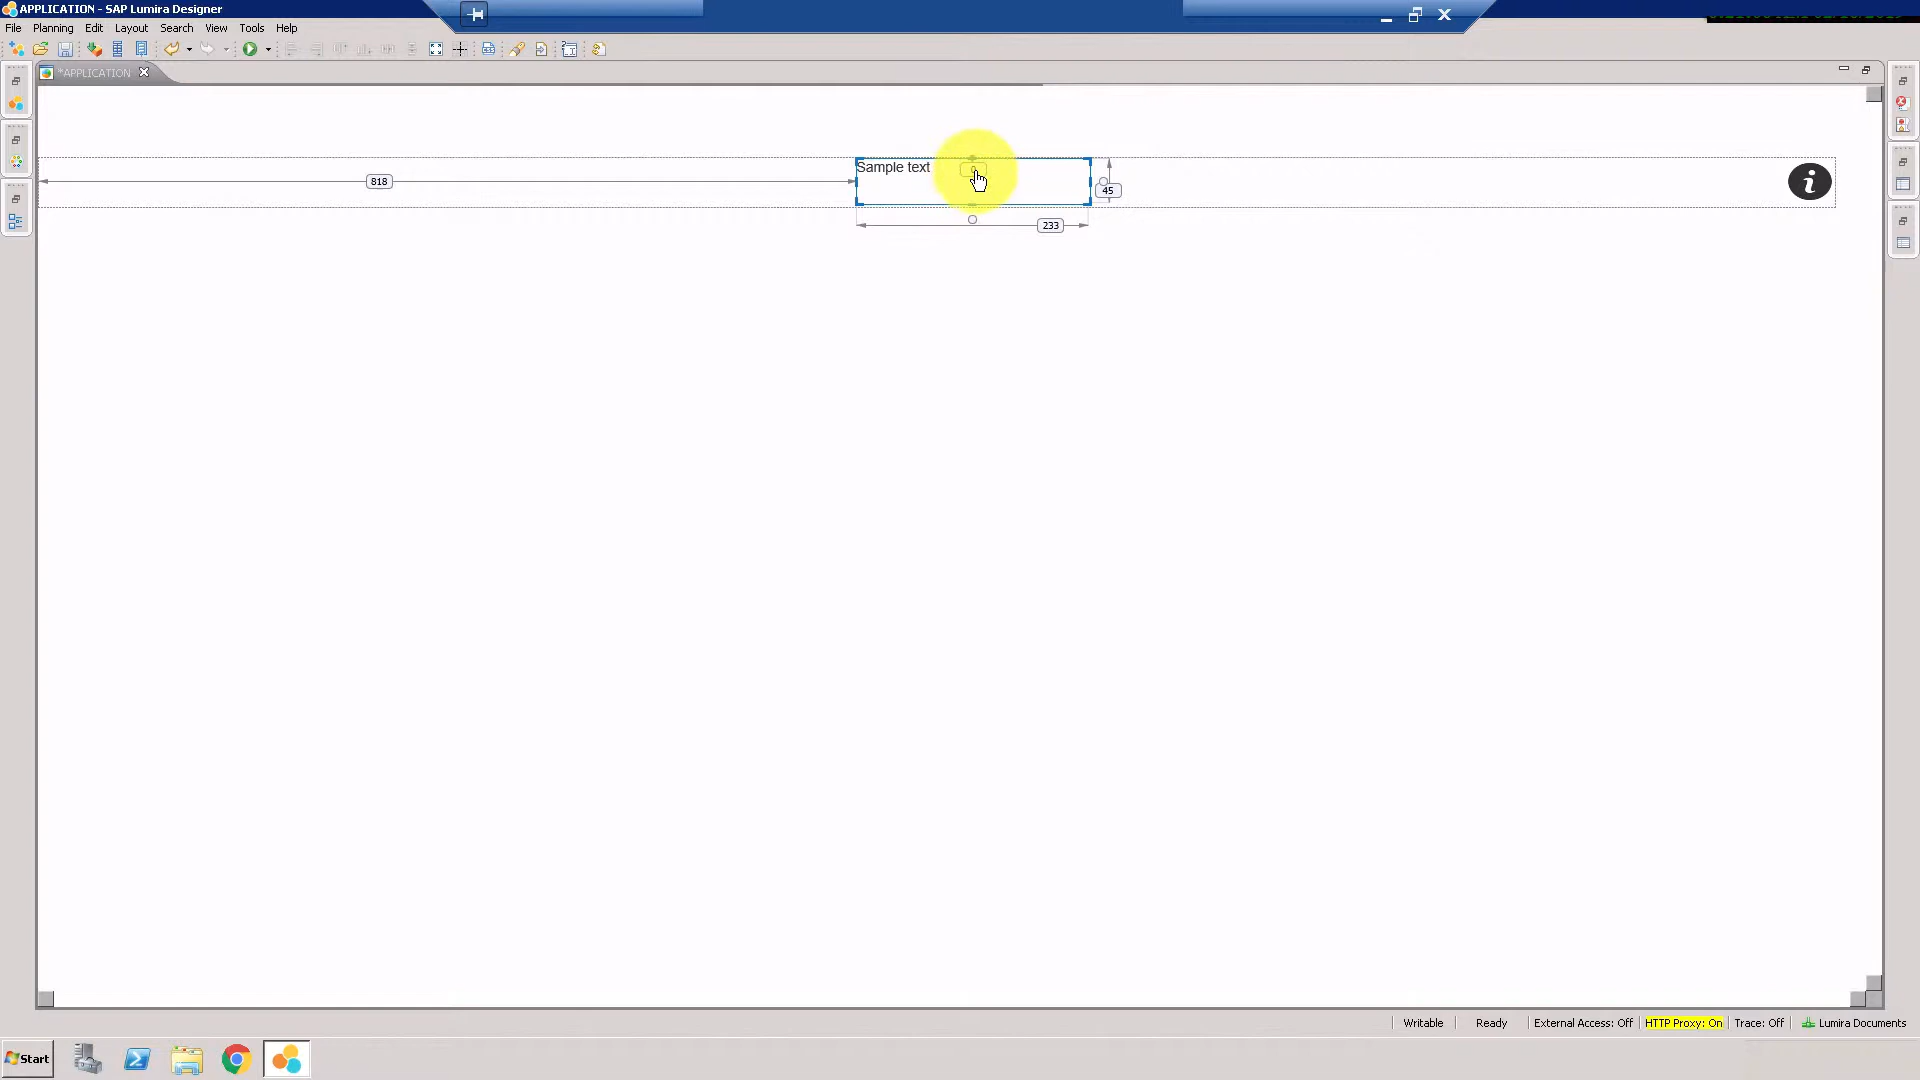 APPLICATION - SAP Lumira Designer
File Planning Edit Layout Search View Tools Help
*APPLICATION
Sample text
818
45
233
i
Writable Ready External Access: Off HTTP Proxy: On Trace: Off Lumira Documents
Start